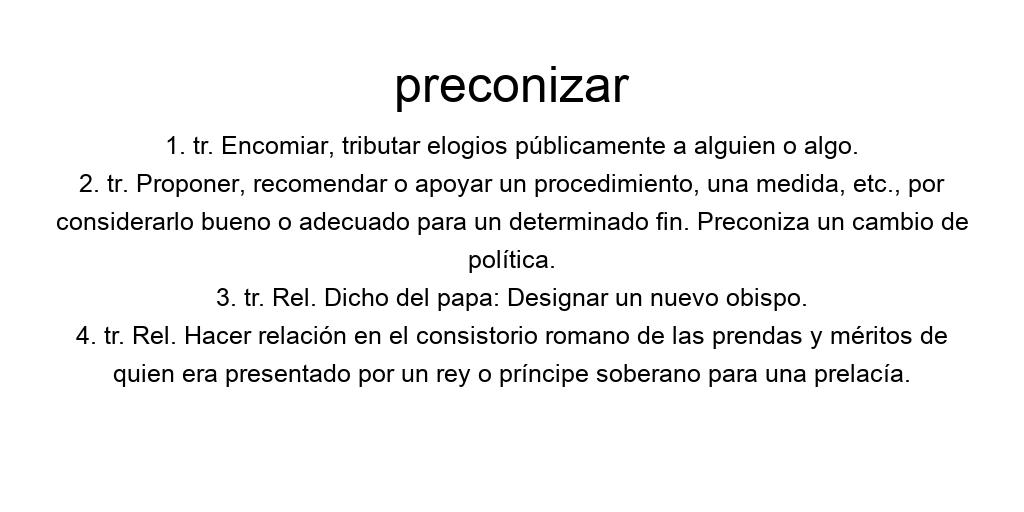 preconizar
1. tr. Encomiar, tributar elogios públicamente a alguien o algo.
2. tr. Proponer, recomendar o apoyar un procedimiento, una medida, etc., por
considerarlo bueno o adecuado para un determinado fin. Preconiza un cambio de
política.
3. tr. Rel. Dicho del papa: Designar un nuevo obispo.
4. tr. Rel. Hacer relación en el consistorio romano de las prendas y méritos de
quien era presentado por un rey o príncipe soberano para una prelacía.